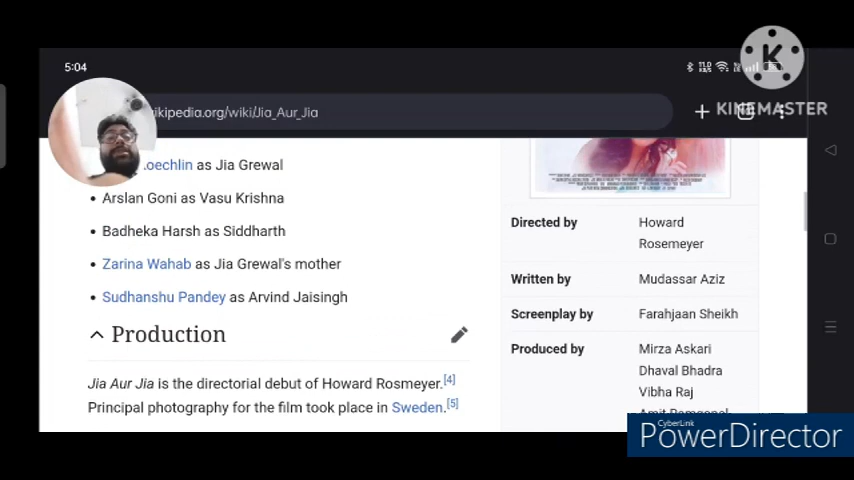 5:04
K
KINEMASTER
ikipedia.org/wiki/Jia_Aur_Jia
oechlin as Jia Grewal
• Arslan Goni as Vasu Krishna
• Badheka Harsh as Siddharth
• Zarina Wahab as Jia Grewal's mother
• Sudhanshu Pandey as Arvind Jaisingh
Production
Jia Aur Jia is the directorial debut of Howard Rosmeyer.[4]
Principal photography for the film took place in Sweden.[5]
Directed by Howard
Rosemeyer
Written by Mudassar Aziz
Screenplay by Farahjaan Sheikh
Produced by Mirza Askari
Dhaval Bhadra
Vibha Raj
CyberLink
PowerDirector